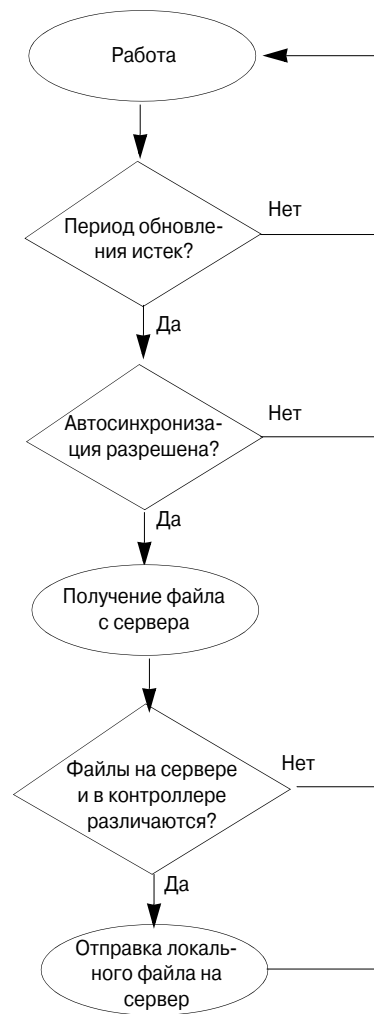 Работа
Период обновле-
ния истек?
Нет
Да
Автосинхрониза-
ция разрешена?
Нет
Да
Получение файла
с сервера
Файлы на сервере
и в контроллере
различаются?
Нет
Да
Отправка локаль-
ного файла на
сервер